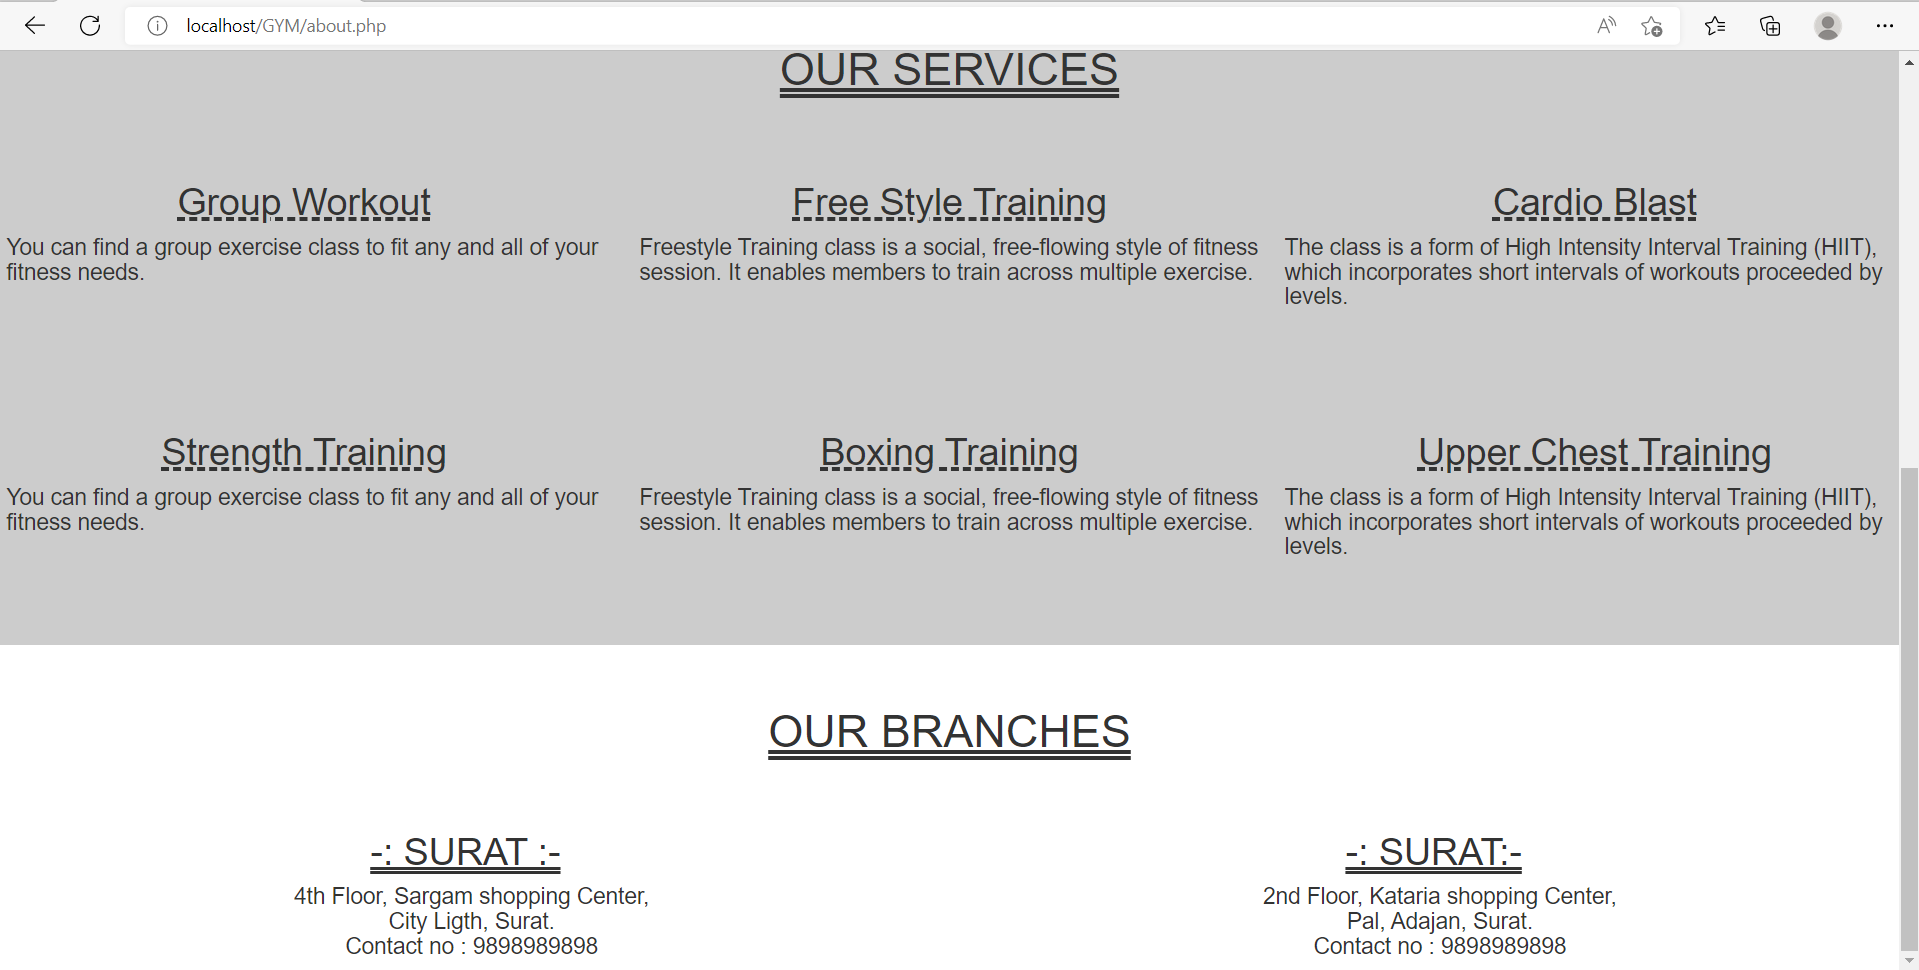 localhost/GYM/about.php
OUR SERVICES
Group Workout
You can find a group exercise class to fit any and all of your
fitness needs.
Free Style Training
Freestyle Training class is a social, free-flowing style of fitness
session. It enables members to train across multiple exercise.
Cardio Blast
The class is a form of High Intensity Interval Training (HIIT),
which incorporates short intervals of workouts proceeded by
levels.
Strength Training
You can find a group exercise class to fit any and all of your
fitness needs.
Boxing Training
Freestyle Training class is a social, free-flowing style of fitness
session. It enables members to train across multiple exercise.
Upper Chest Training
The class is a form of High Intensity Interval Training (HIIT),
which incorporates short intervals of workouts proceeded by
levels.
OUR BRANCHES
-: SURAT :-
4th Floor, Sargam shopping Center,
City Ligth, Surat.
Contact no : 9898989898
-: SURAT:-
2nd Floor, Kataria shopping Center,
Pal, Adajan, Surat.
Contact no : 9898989898